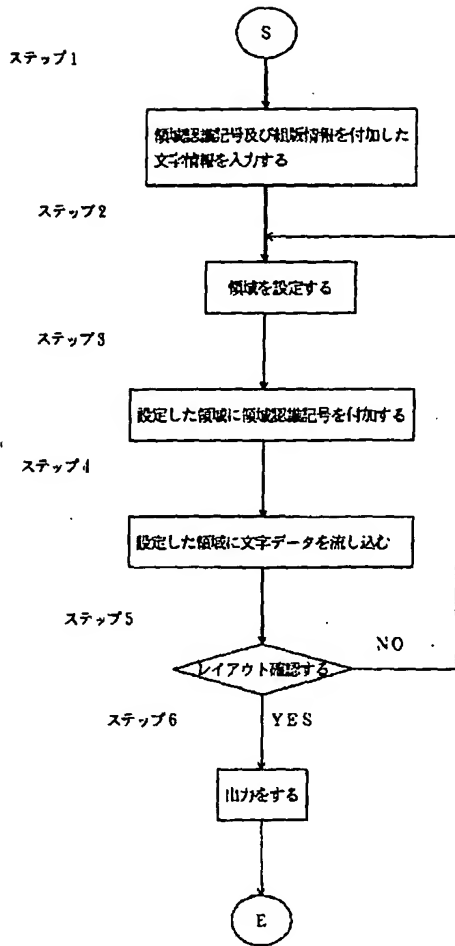 S
ステップ1
領域認識記号及び組版情報を付加した
文字情報を入力する
ステップ2
領域を設定する
ステップ3
設定した領域に領域認識記号を付加する
ステップ4
設定した領域に文字データを流し込む
ステップ5
レイアウト確認する
NO
ステップ6
YES
出力をする
E